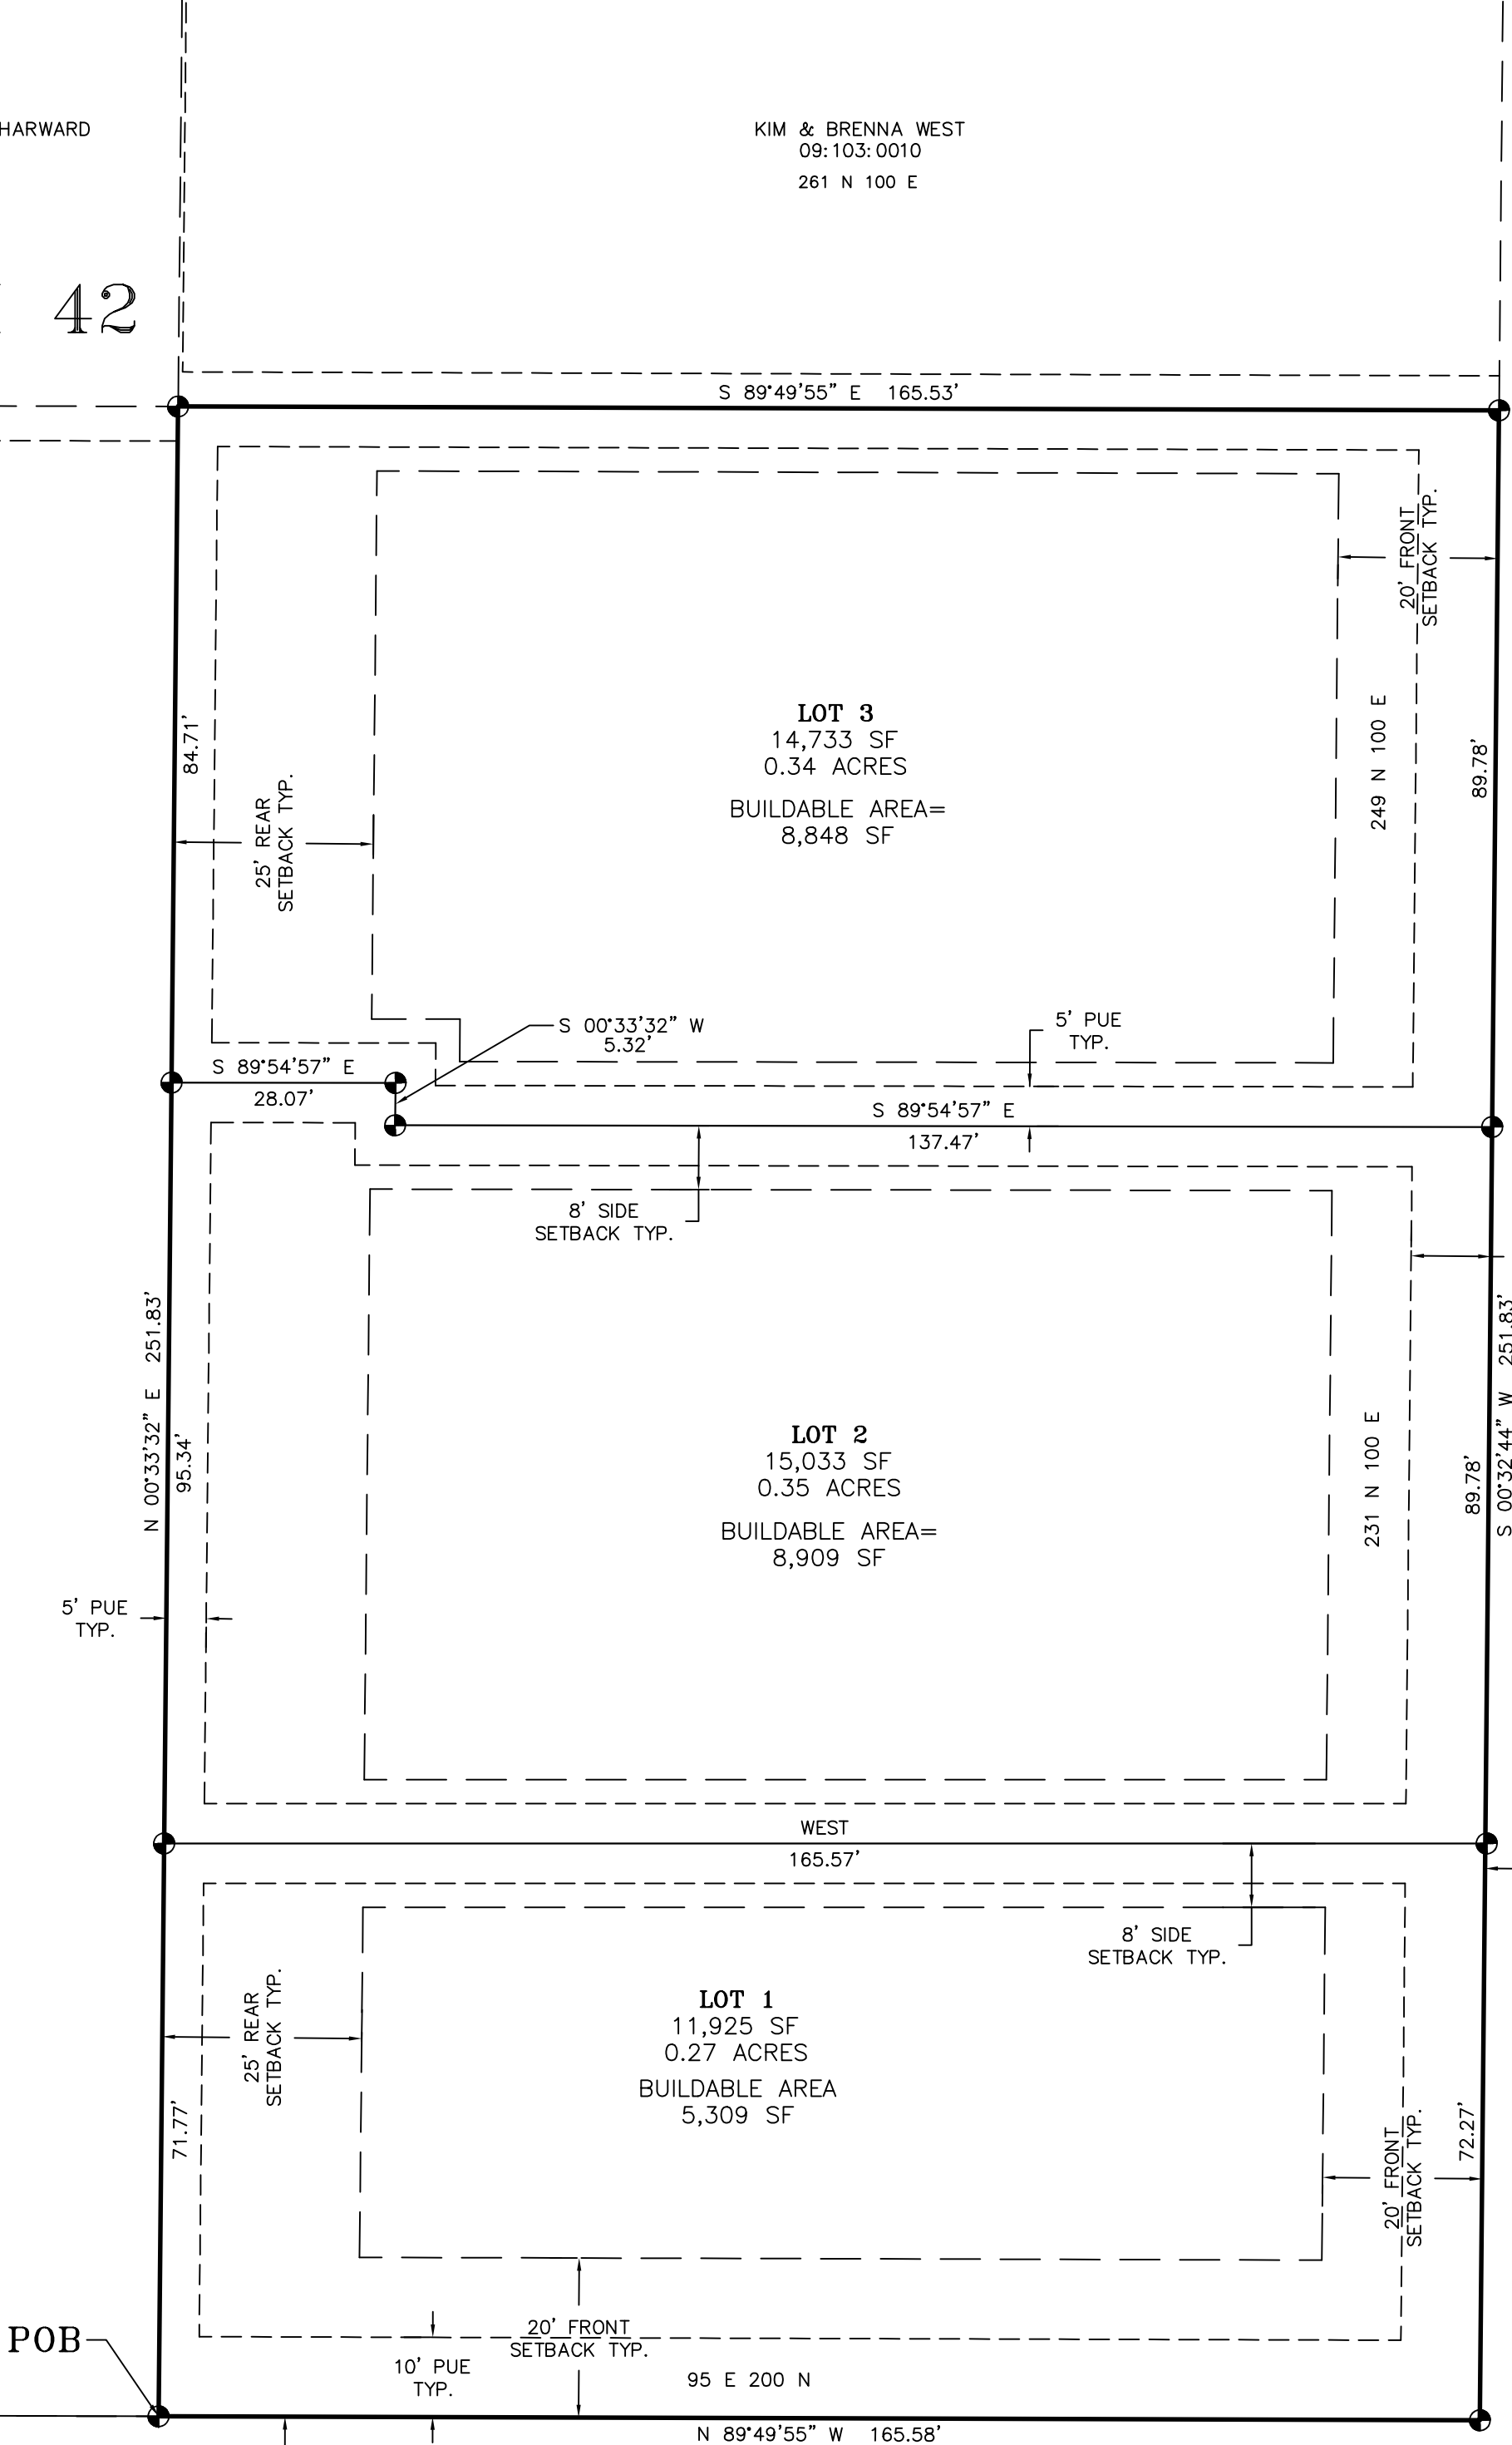 HARWARD
KIM & BRENNA WEST
09:103:0010
261 N 100 E
42
S 89°49'55" E 165.53'
20' FRONT
SETBACK TYP.
LOT 3
14,733 SF
0.34 ACRES
BUILDABLE AREA=
8,848 SF
84.71'
249 N 100 E
89.78'
25' REAR
SETBACK TYP.
S 00°33'32" W
5.32'
5' PUE
TYP.
S 89°54'57" E
28.07'
S 89°54'57" E
137.47'
8' SIDE
SETBACK TYP.
N 00°33'32" E 251.83'
95.34'
LOT 2
15,033 SF
0.35 ACRES
BUILDABLE AREA=
8,909 SF
231 N 100 E
89.78'
S 00°32'44" W 251.83'
5' PUE
TYP.
WEST
165.57'
8' SIDE
SETBACK TYP.
25' REAR
SETBACK TYP.
LOT 1
11,925 SF
0.27 ACRES
BUILDABLE AREA
5,309 SF
71.77'
20' FRONT
SETBACK TYP.
72.27'
POB
20' FRONT
SETBACK TYP.
10' PUE
TYP.
95 E 200 N
N 89°49'55" W 165.58'